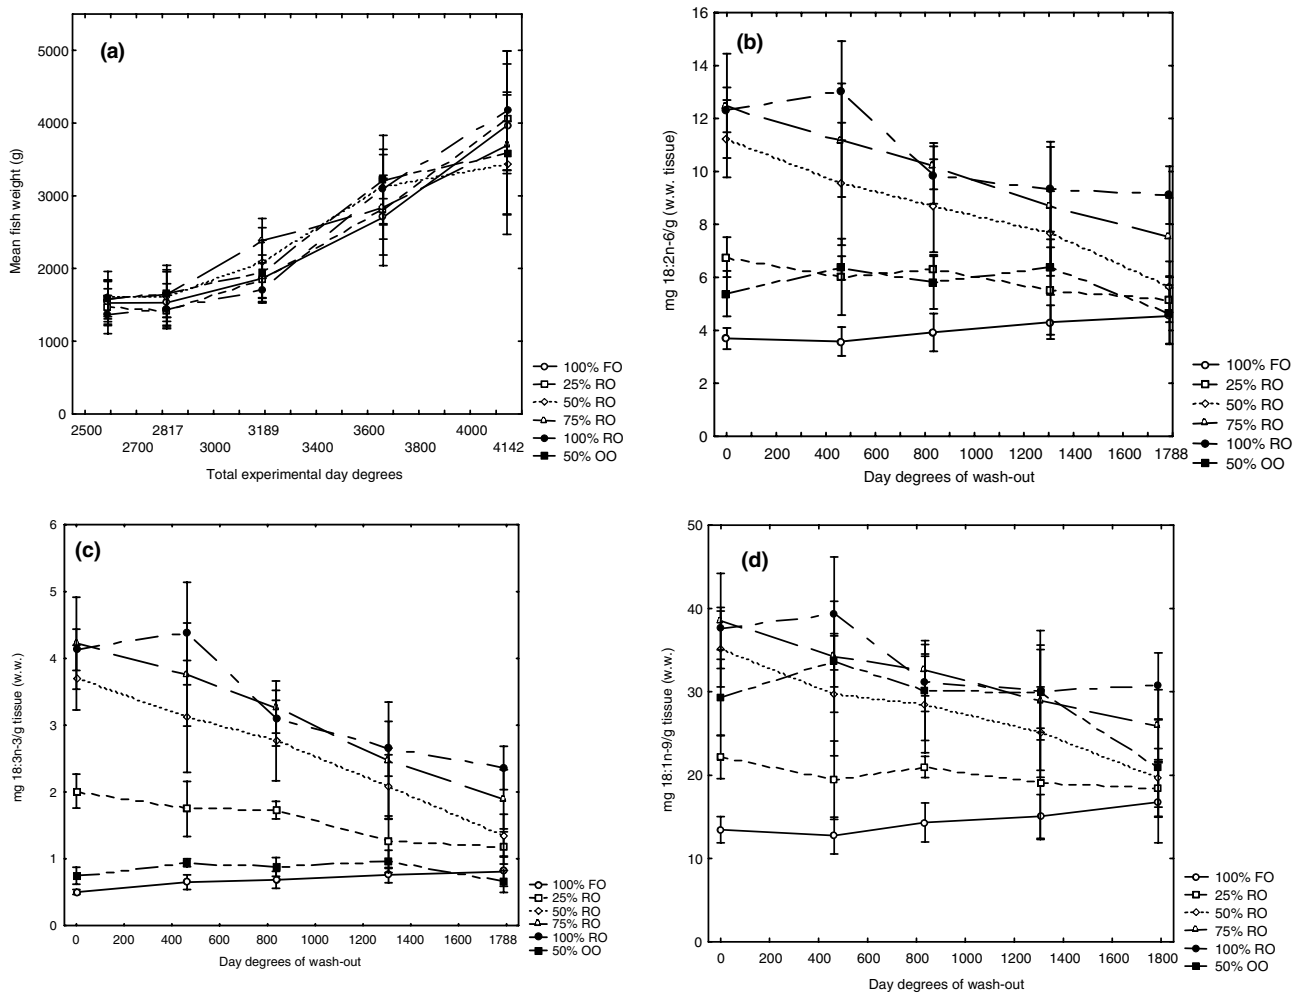 (a)
Mean fish weight (g)
5000
4000
3000
2000
1000
0
2500 2817 3189 3600 4000
2700 3000 3400 3800 4142
Total experimental day degrees
100% FO
25% RO
50% RO
75% RO
100% RO
50% OO
(b)
mg 18:2n-6/g (w.w. tissue)
16
14
12
10
8
6
4
2
0
0 200 400 600 800 1000 1200 1400 1600 1788
Day degrees of wash-out
100% FO
25% RO
50% RO
75% RO
100% RO
50% OO
(c)
mg 18:3n-3/g tissue (w.w.)
6
5
4
3
2
1
0
0 200 400 600 800 1000 1200 1400 1600 1788
Day degrees of wash-out
100% FO
25% RO
50% RO
75% RO
100% RO
50% OO
(d)
mg 18:1n-9/g tissue (w.w.)
50
40
30
20
10
0
0 200 400 600 800 1000 1200 1400 1600 1800
Day degrees of wash-out
100% FO
25% RO
50% RO
75% RO
100% RO
50% OO